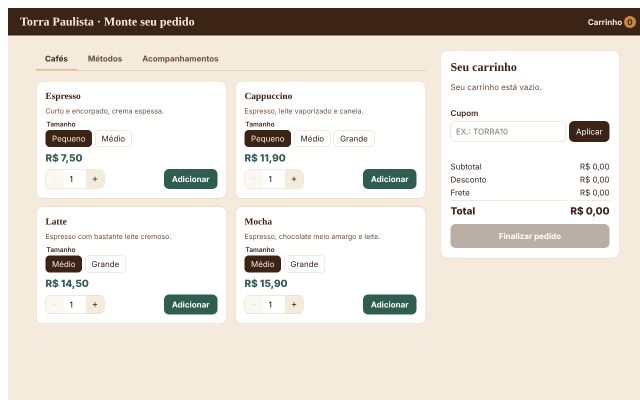 Torra Paulista · Monte seu pedido
Carrinho 0
Cafés Métodos Acompanhamentos
Espresso
Curto e encorpado, crema espessa.
Tamanho
Pequeno Médio
R$ 7,50
− 1 + Adicionar
Cappuccino
Espresso, leite vaporizado e canela.
Tamanho
Pequeno Médio Grande
R$ 11,90
− 1 + Adicionar
Latte
Espresso com bastante leite cremoso.
Tamanho
Médio Grande
R$ 14,50
− 1 + Adicionar
Mocha
Espresso, chocolate meio amargo e leite.
Tamanho
Médio Grande
R$ 15,90
− 1 + Adicionar
Seu carrinho
Seu carrinho está vazio.
Cupom
EX.: TORRA10 Aplicar
Subtotal R$ 0,00
Desconto R$ 0,00
Frete R$ 0,00
Total R$ 0,00
Finalizar pedido